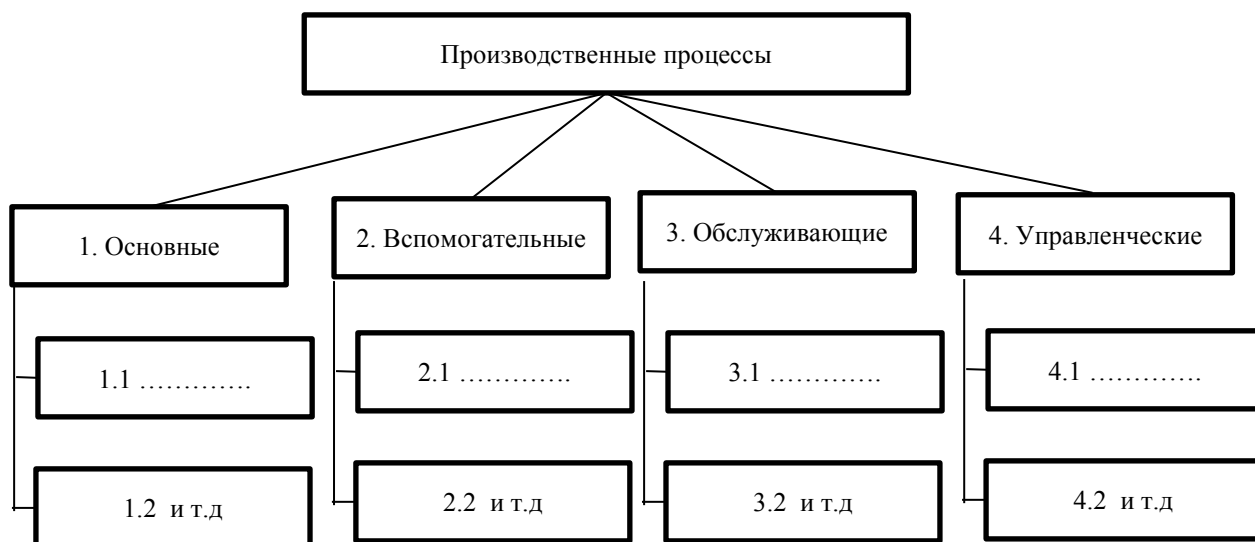 Производственные процессы
1. Основные
2. Вспомогательные
3. Обслуживающие
4. Управленческие
1.1 ………….
2.1 ………….
3.1 ………….
4.1 ………….
1.2  и т.д
2.2  и т.д
3.2  и т.д
4.2  и т.д